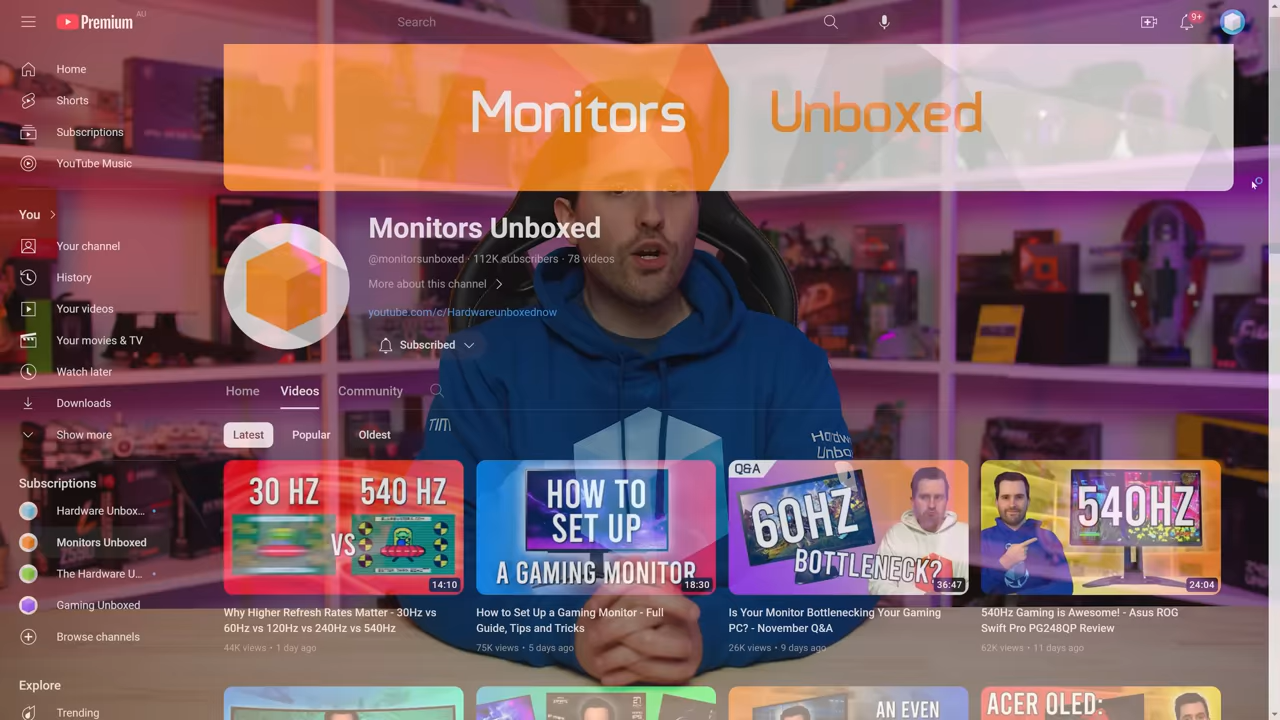 Premium AU
Search
9+
Home
Shorts
Subscriptions
YouTube Music
You
Your channel
History
Your videos
Your movies & TV
Watch later
Downloads
Show more
Subscriptions
Hardware Unbox...
Monitors Unboxed
The Hardware U...
Gaming Unboxed
Browse channels
Explore
Trending
Monitors Unboxed
Monitors Unboxed
@monitorsunboxed · 112K subscribers · 78 videos
More about this channel
youtube.com/c/Hardwareunboxednow
Subscribed
Home Videos Community
TIM
Latest Popular Oldest
Hardw
Unbo
30 HZ VS 540 HZ
14:10
Why Higher Refresh Rates Matter - 30Hz vs
60Hz vs 120Hz vs 240Hz vs 540Hz
44K views • 1 day ago
HOW TO
SET UP
A GAMING MONITOR
18:30
How to Set Up a Gaming Monitor - Full
Guide, Tips and Tricks
75K views • 5 days ago
Q&A
60HZ
BOTTLENECK?
36:47
Is Your Monitor Bottlenecking Your Gaming
PC? - November Q&A
26K views • 9 days ago
540HZ
24:04
540Hz Gaming is Awesome! - Asus ROG
Swift Pro PG248QP Review
62K views • 11 days ago
AN EVEN
ACER OLED: